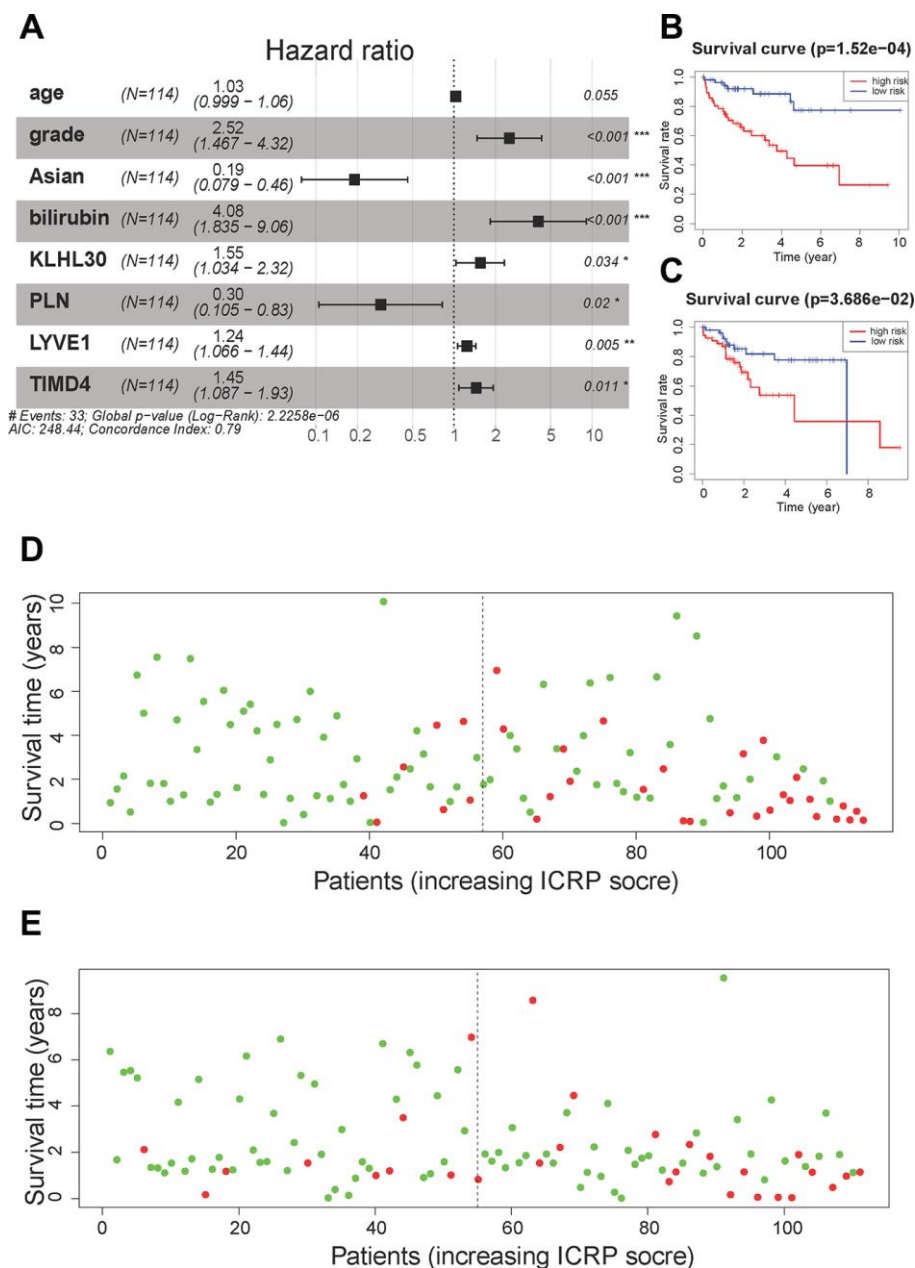 A
Hazard ratio
age (N=114) 1.03 (0.999 − 1.06) 0.055
grade (N=114) 2.52 (1.467 − 4.32) <0.001 ***
Asian (N=114) 0.19 (0.079 − 0.46) <0.001 ***
bilirubin (N=114) 4.08 (1.835 − 9.06) <0.001 ***
KLHL30 (N=114) 1.55 (1.034 − 2.32) 0.034 *
PLN (N=114) 0.30 (0.105 − 0.83) 0.02 *
LYVE1 (N=114) 1.24 (1.066 − 1.44) 0.005 **
TIMD4 (N=114) 1.45 (1.087 − 1.93) 0.011 *
# Events: 33; Global p-value (Log-Rank): 2.2258e-06
AIC: 248.44; Concordance Index: 0.79
0.1 0.2 0.5 1 2 5 10
B
Survival curve (p=1.52e−04)
high risk
low risk
Survival rate
0.0 0.2 0.4 0.6 0.8 1.0
0 2 4 6 8 10
Time (year)
C
Survival curve (p=3.686e−02)
high risk
low risk
Survival rate
0.0 0.2 0.4 0.6 0.8 1.0
0 2 4 6 8
Time (year)
D
Survival time (years)
0 2 4 6 8 10
0 20 40 60 80 100
Patients (increasing ICRP socre)
E
Survival time (years)
0 2 4 6 8
0 20 40 60 80 100
Patients (increasing ICRP socre)